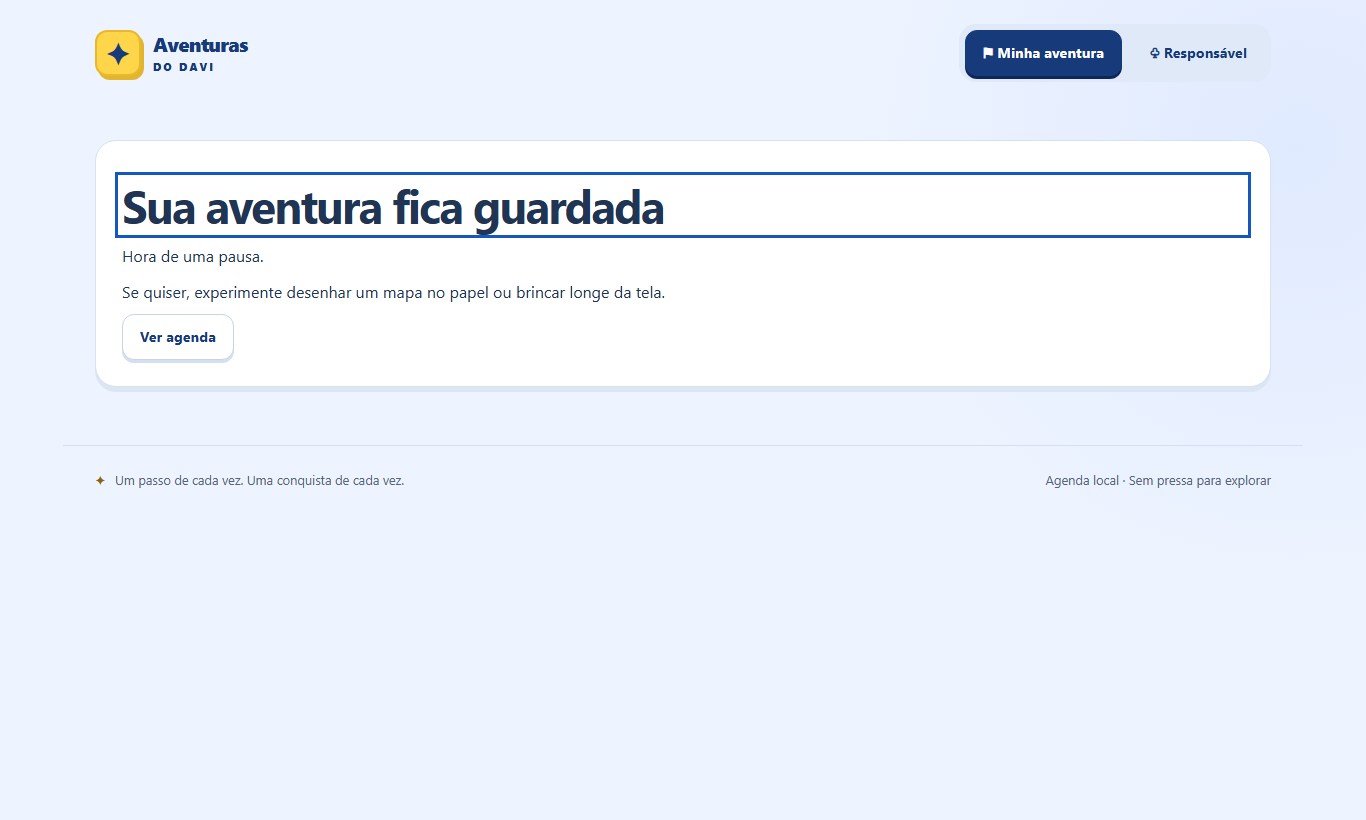 Aventuras
DO DAVI
Minha aventura
Responsável
Sua aventura fica guardada
Hora de uma pausa.
Se quiser, experimente desenhar um mapa no papel ou brincar longe da tela.
Ver agenda
Um passo de cada vez. Uma conquista de cada vez.
Agenda local · Sem pressa para explorar